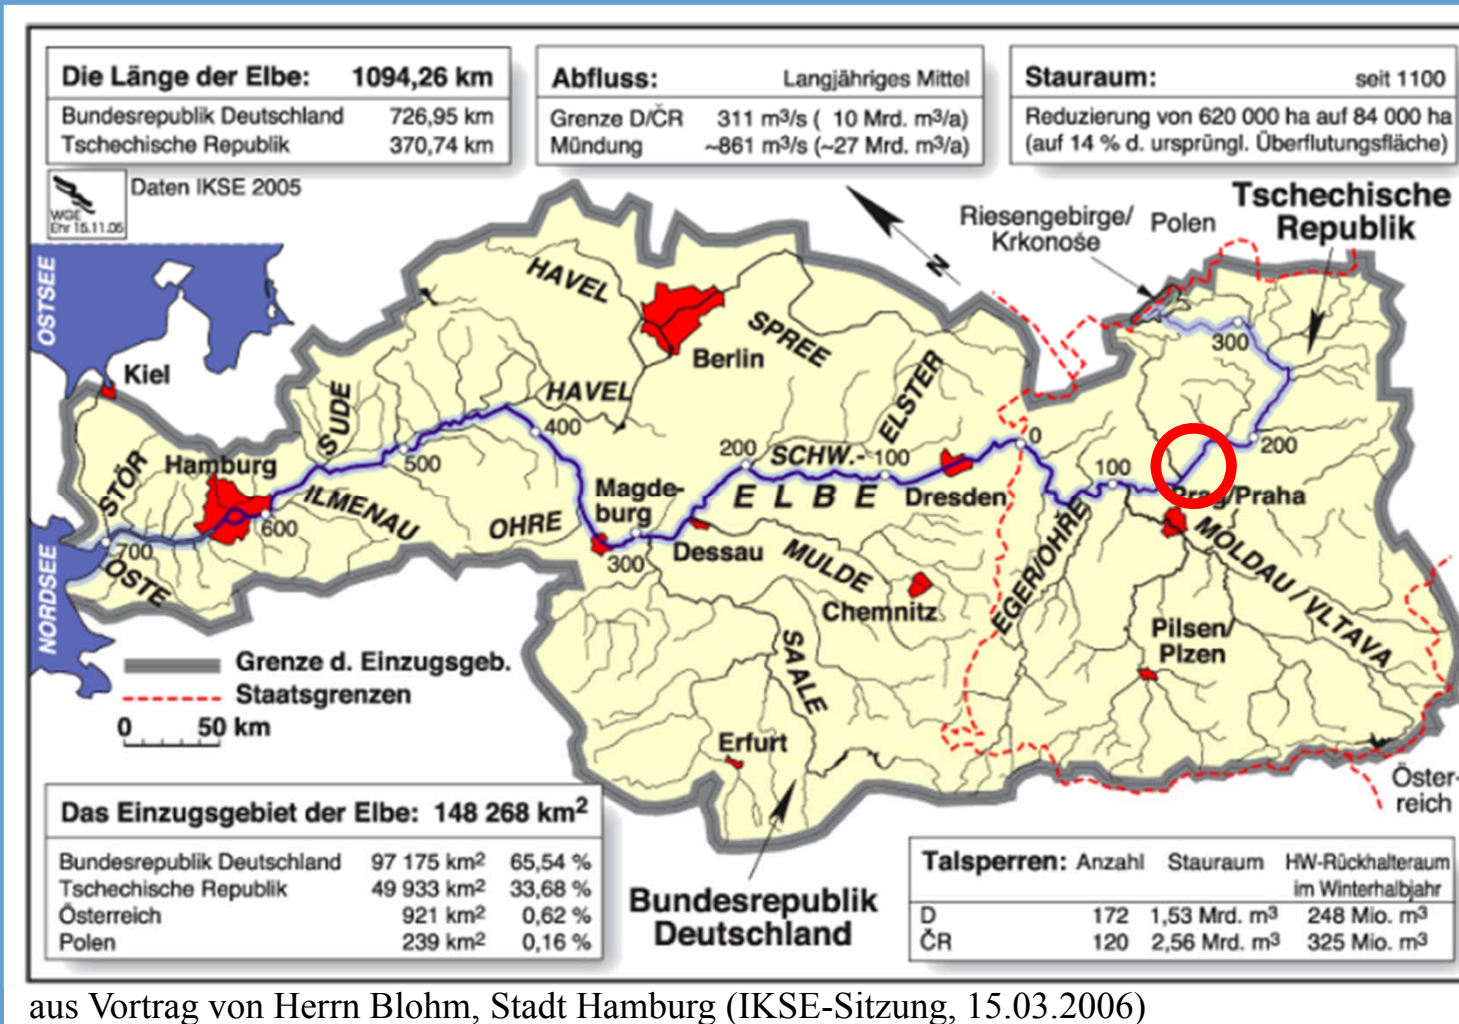 Die Länge der Elbe: 1094,26 km
Bundesrepublik Deutschland 726,95 km
Tschechische Republik 370,74 km
Abfluss: Langjähriges Mittel
Grenze D/ČR 311 m³/s ( 10 Mrd. m³/a)
Mündung ~861 m³/s (~27 Mrd. m³/a)
Stauraum: seit 1100
Reduzierung von 620 000 ha auf 84 000 ha
(auf 14 % d. ursprüngl. Überflutungsfläche)
WGE
Ehr 15.11.05
Daten IKSE 2005
N
Riesengebirge/
Krkonoše
Polen
Tschechische
Republik
OSTSEE
NORDSEE
Kiel
STÖR
Hamburg
OSTE
SUDE
ILMENAU
OHRE
HAVEL
HAVEL
Berlin
SPREE
SCHW.-
ELSTER
ELBE
Magde-
burg
Dessau
MULDE
Chemnitz
Dresden
SAALE
Erfurt
EGER/OHRE
Prag/Praha
MOLDAU / VLTAVA
Pilsen/
Plzen
700
600
500
400
300
200
100
0
100
200
300
Öster-
reich
Grenze d. Einzugsgeb.
Staatsgrenzen
0 50 km
Bundesrepublik
Deutschland
Das Einzugsgebiet der Elbe: 148 268 km²
Bundesrepublik Deutschland 97 175 km² 65,54 %
Tschechische Republik 49 933 km² 33,68 %
Österreich 921 km² 0,62 %
Polen 239 km² 0,16 %
Talsperren: Anzahl Stauraum HW-Rückhalteraum
im Winterhalbjahr
D 172 1,53 Mrd. m³ 248 Mio. m³
ČR 120 2,56 Mrd. m³ 325 Mio. m³
aus Vortrag von Herrn Blohm, Stadt Hamburg (IKSE-Sitzung, 15.03.2006)